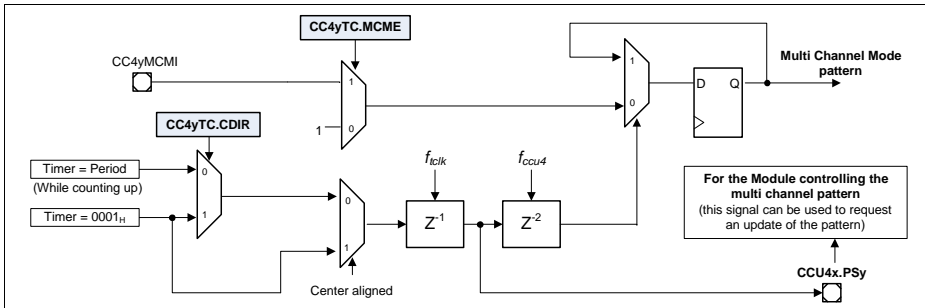 CC4yTC.MCME
CC4yMCMI
1
0
1
CC4yTC.CDIR
1
0
D Q
Multi Channel Mode
pattern
Timer = Period
(While counting up)
0
Timer = 0001H
1
0
1
Center aligned
ftclk
Z-1
fccu4
Z-2
For the Module controlling the
multi channel pattern
(this signal can be used to request
an update of the pattern)
CCU4x.PSy